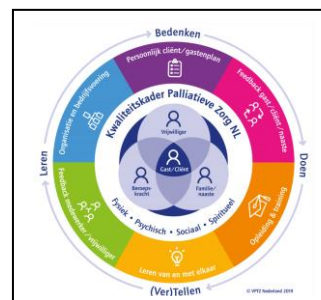 Bedenken
Persoonlijk cliënt/gastenplan
Organisatie en bedrijfsvoering
Feedback gast/cliënt/
naaste
Kwaliteitskader Palliatieve Zorg NL
Vrijwilliger
Gast/Cliënt
Beroeps-
kracht
Familie/
naaste
Leren
Doen
Fysiek • Psychisch • Sociaal • Spiritueel
Feedback medewerker/vrijwilliger
Opleiding & training
Leren van en met elkaar
(Ver)Tellen
© VPTZ Nederland 2019